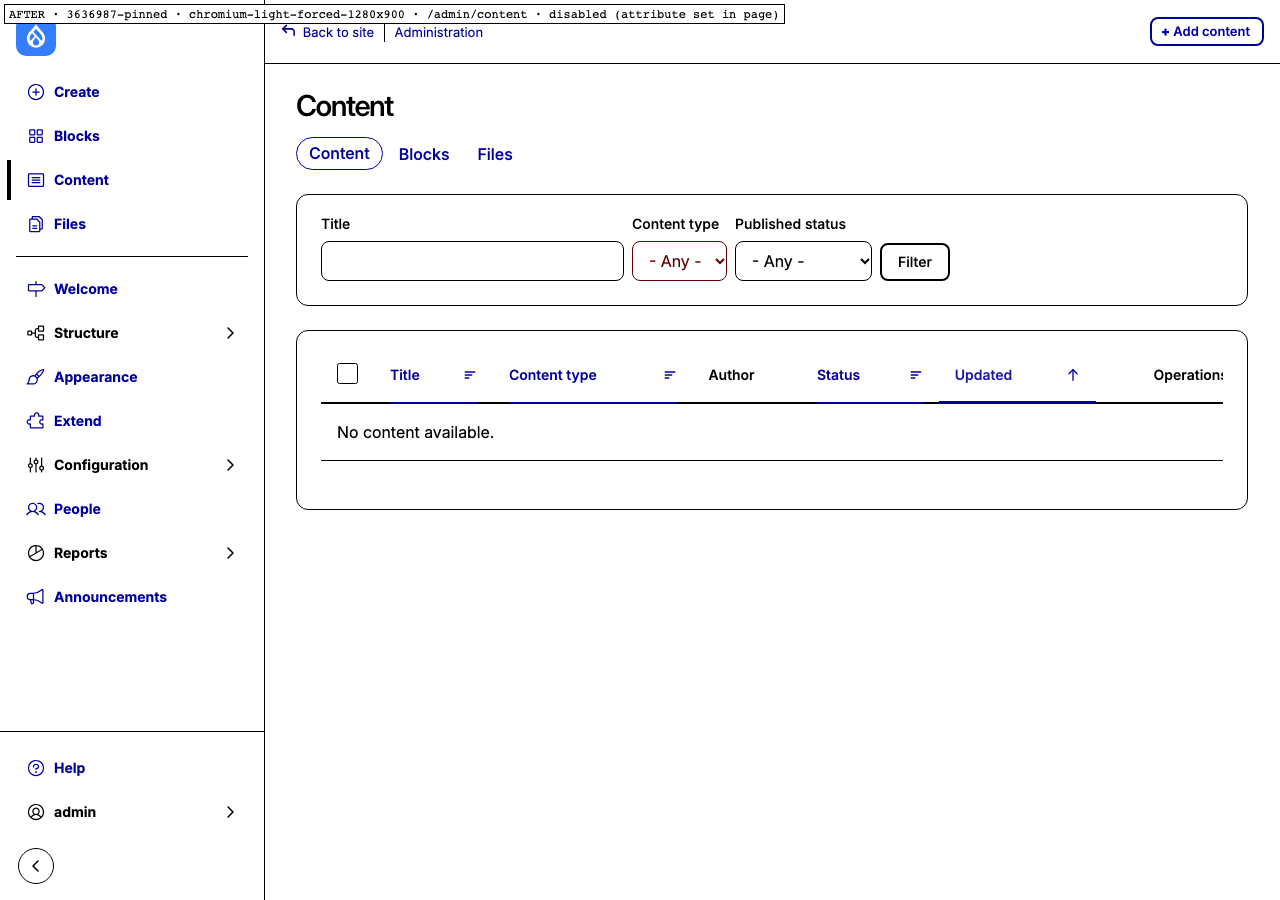 AFTER · 3636987-pinned · chromium-light-forced-1280x900 · /admin/content · disabled (attribute set in page)
Back to site
Administration
+ Add content
Create
Blocks
Content
Files
Welcome
Structure
Appearance
Extend
Configuration
People
Reports
Announcements
Help
admin
Content
Content Blocks Files
Title Content type Published status
- Any - - Any - Filter
Title Content type Author Status Updated Operations
No content available.